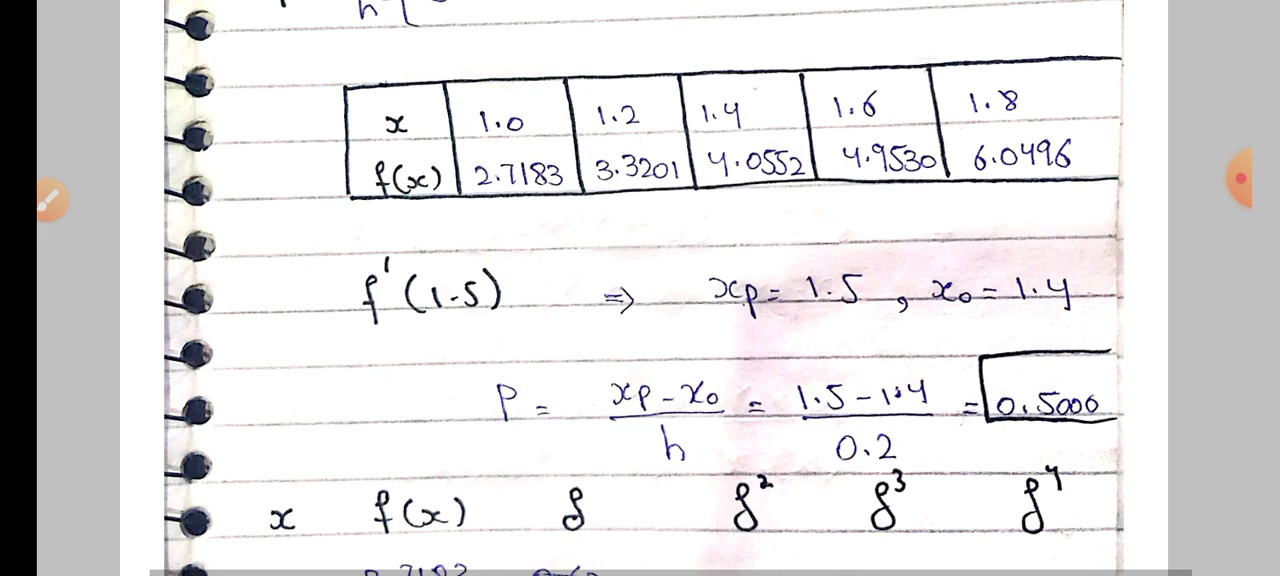 h
x 1.0 1.2 1.4 1.6 1.8
f(x) 2.7183 3.3201 4.0552 4.9530 6.0496
f'(1.5) ⇒ xp = 1.5 , x₀ = 1.4
P = xp - x₀ / h = 1.5 - 1.4 / 0.2 = 0.5000
x f(x) δ δ² δ³ δ⁴